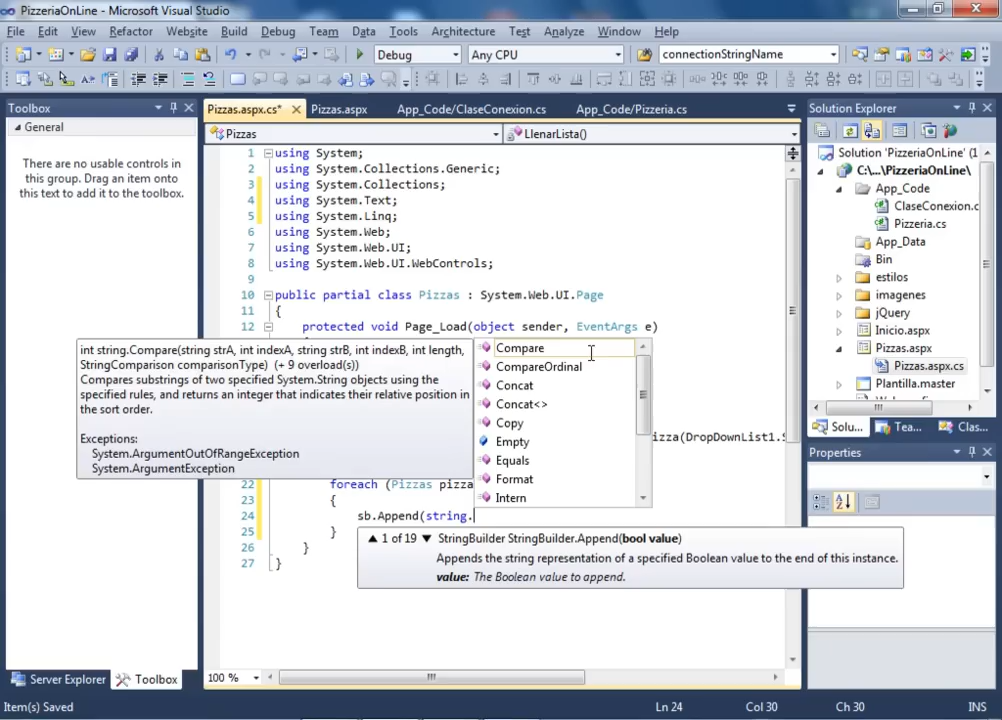 PizzeriaOnLine - Microsoft Visual Studio
File Edit View Refactor Website Build Debug Team Data Tools Architecture Test Analyze Window Help
Debug Any CPU connectionStringName
Toolbox
General
There are no usable controls in
this group. Drag an item onto
this text to add it to the toolbox.
Server Explorer Toolbox
Pizzas.aspx.cs* Pizzas.aspx App_Code/ClaseConexion.cs App_Code/Pizzeria.cs
Pizzas LlenarLista()
1 using System;
2 using System.Collections.Generic;
3 using System.Collections;
4 using System.Text;
5 using System.Linq;
6 using System.Web;
7 using System.Web.UI;
8 using System.Web.UI.WebControls;
9
10 public partial class Pizzas : System.Web.UI.Page
11 {
12 protected void Page_Load(object sender, EventArgs e)
int string.Compare(string strA, int indexA, string strB, int indexB, int length,
StringComparison comparisonType) (+ 9 overload(s))
Compares substrings of two specified System.String objects using the
specified rules, and returns an integer that indicates their relative position in
the sort order.
Exceptions:
System.ArgumentOutOfRangeException
System.ArgumentException
Compare
CompareOrdinal
Concat
Concat<>
Copy
Empty
Equals
Format
Intern
izza(DropDownList1.S
22 foreach (Pizzas pizza
23 {
24 sb.Append(string.
25 }
26 }
27 }
1 of 19 StringBuilder StringBuilder.Append(bool value)
Appends the string representation of a specified Boolean value to the end of this instance.
value: The Boolean value to append.
100 %
Solution Explorer
Solution 'PizzeriaOnLine' (1
C:\...\PizzeriaOnLine\
App_Code
ClaseConexion.c
Pizzeria.cs
App_Data
Bin
estilos
imagenes
jQuery
Inicio.aspx
Pizzas.aspx
Pizzas.aspx.cs
Plantilla.master
Solu... Tea... Clas...
Properties
Item(s) Saved Ln 24 Col 30 Ch 30 INS